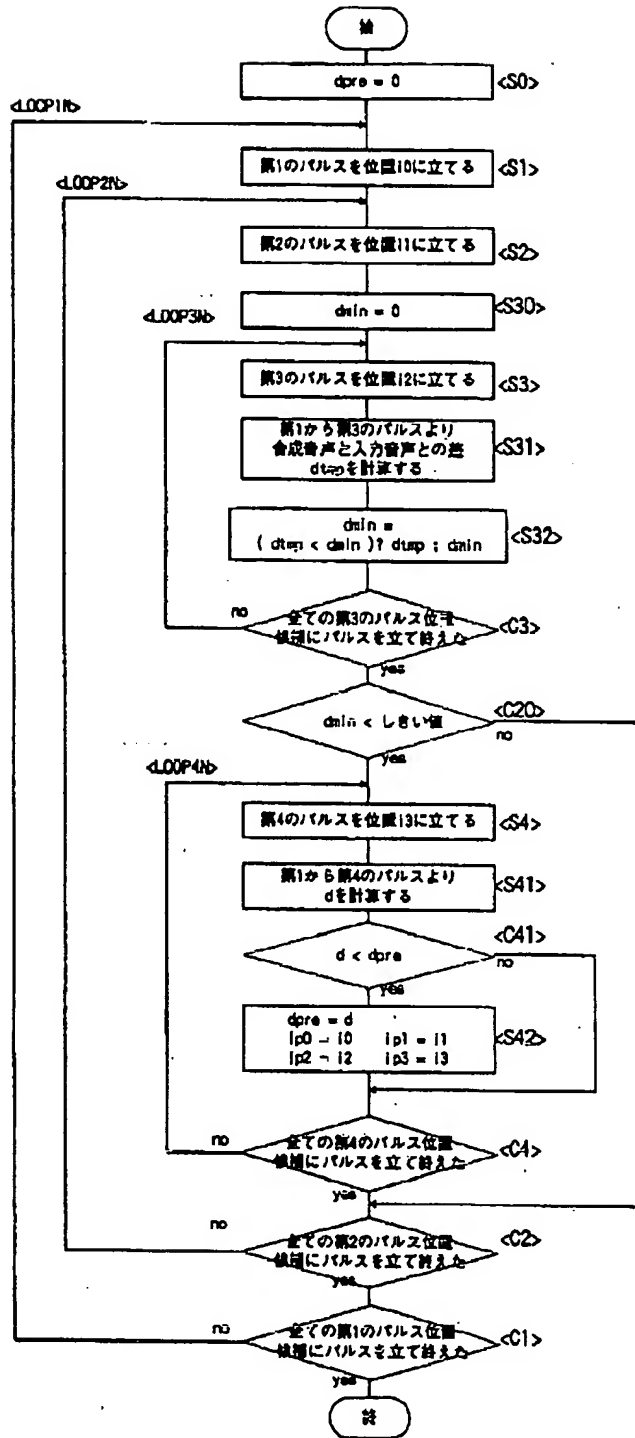 始
dpre = 0
<S0>
<LOOP1N>
第1のパルスを位置i0に立てる
<S1>
<LOOP2N>
第2のパルスを位置i1に立てる
<S2>
dmin = 0
<S30>
<LOOP3N>
第3のパルスを位置i2に立てる
<S3>
第1から第3のパルスより
合成音声と入力音声との差
dtmpを計算する
<S31>
dmin =
( dtmp < dmin )? dtmp ; dmin
<S32>
全ての第3のパルス位置
候補にパルスを立て終えた
<C3>
no
yes
dmin < しきい値
<C20>
no
yes
<LOOP4N>
第4のパルスを位置i3に立てる
<S4>
第1から第4のパルスより
dを計算する
<S41>
d < dpre
<C41>
no
yes
dpre = d
ip0 = i0 ip1 = i1
ip2 = i2 ip3 = i3
<S42>
全ての第4のパルス位置
候補にパルスを立て終えた
<C4>
no
yes
全ての第2のパルス位置
候補にパルスを立て終えた
<C2>
no
yes
全ての第1のパルス位置
候補にパルスを立て終えた
<C1>
no
yes
終